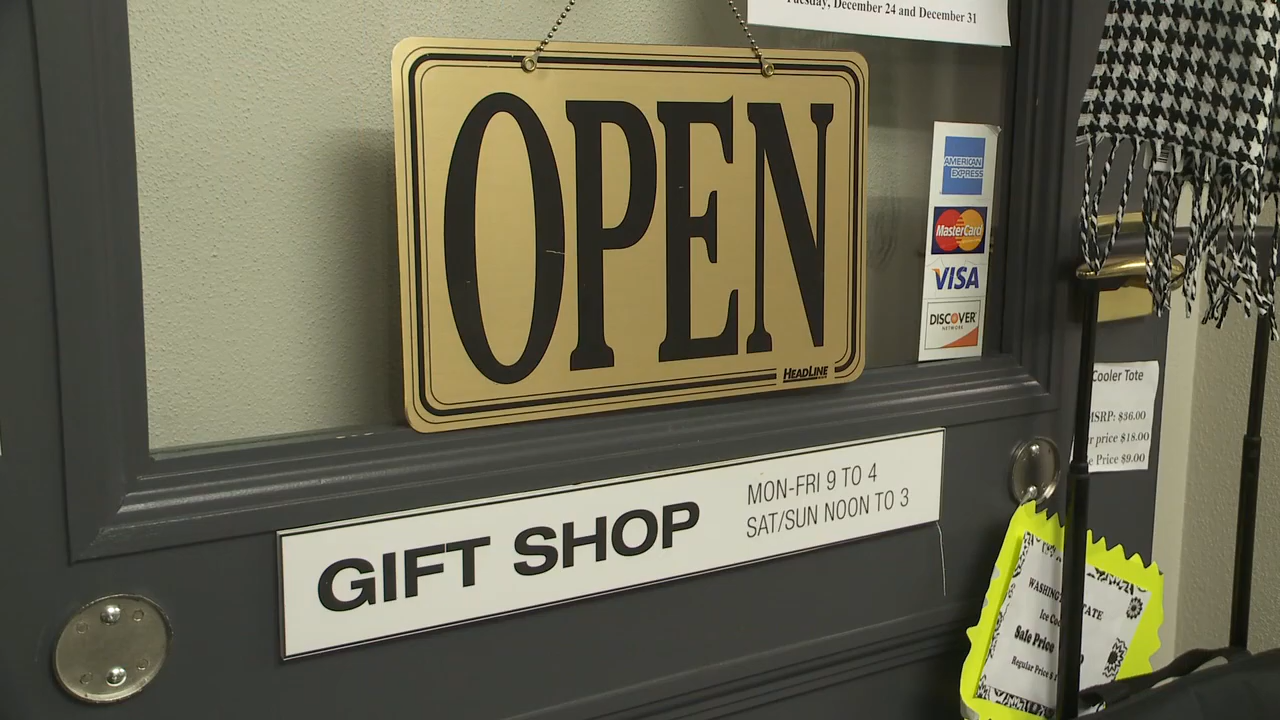 Tuesday, December 24 and December 31
OPEN
HEADLINE
AMERICAN
EXPRESS
MasterCard
VISA
DISCOVER
NETWORK
GIFT SHOP
MON-FRI 9 TO 4
SAT/SUN NOON TO 3
Cooler Tote
MSRP: $36.00
price $18.00
Price $9.00
Ice
Sale Price
Regular Price $